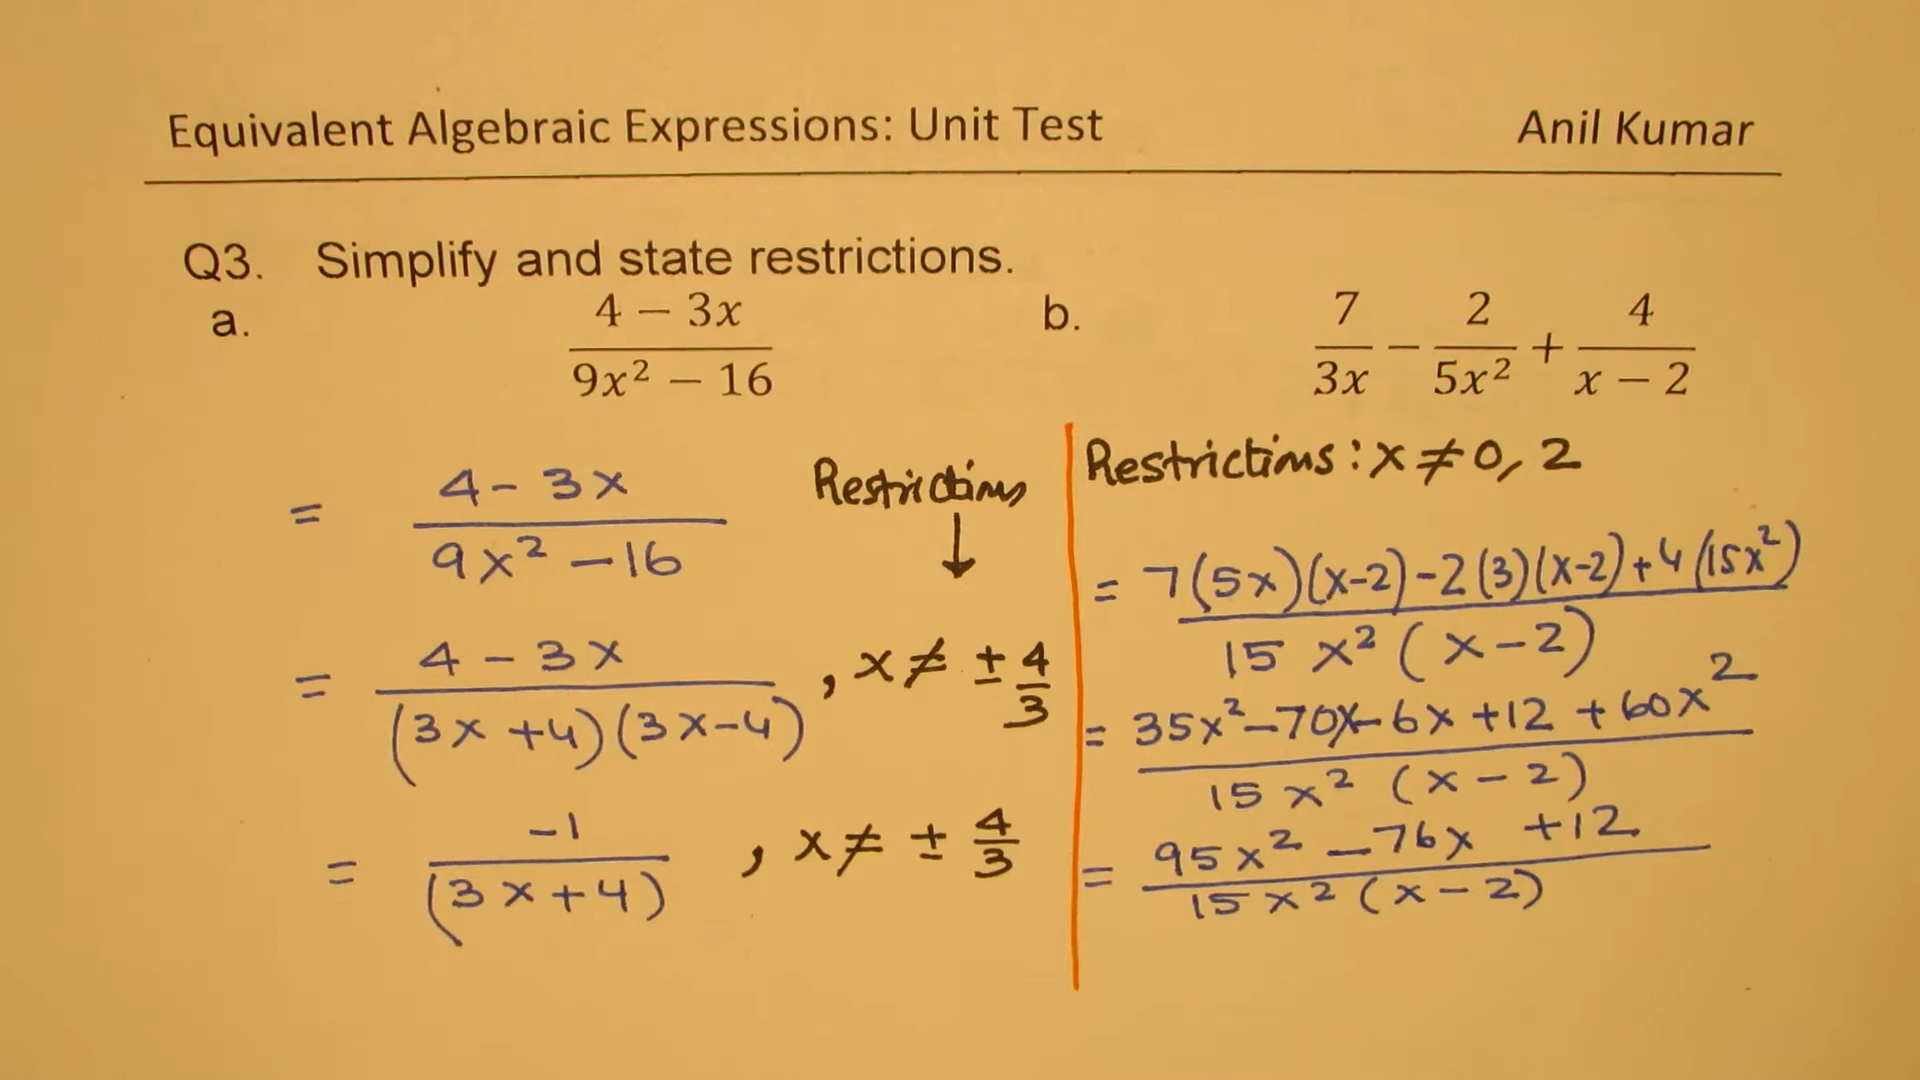 Equivalent Algebraic Expressions: Unit Test Anil Kumar
Q3. Simplify and state restrictions.
a. (4 − 3x)/(9x² − 16)
= (4 - 3x)/(9x² - 16)
Restrictions
↓
= (4 - 3x)/((3x + 4)(3x - 4)) , x ≠ ± 4/3
= -1/(3x + 4) , x ≠ ± 4/3
b. 7/(3x) − 2/(5x²) + 4/(x − 2)
Restrictions : x ≠ 0, 2
= (7(5x)(x-2) - 2(3)(x-2) + 4(15x²))/(15x²(x-2))
= (35x² - 70x - 6x + 12 + 60x²)/(15x²(x-2))
= (95x² - 76x + 12)/(15x²(x-2))